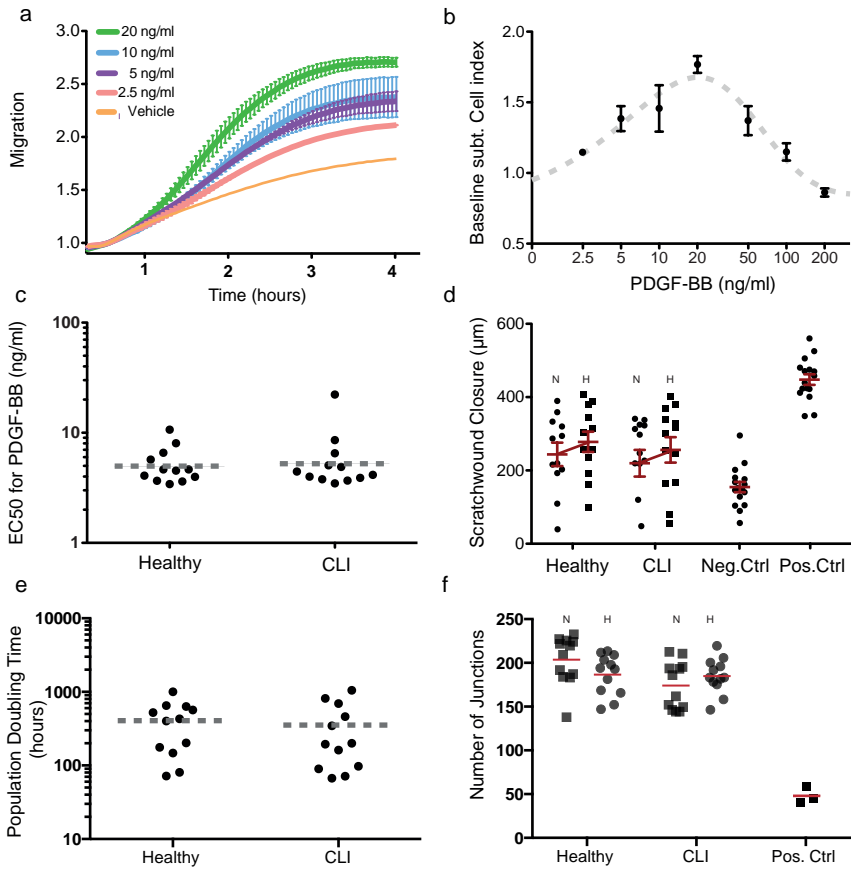 a
3.0
2.5
2.0
1.5
1.0
Migration
20 ng/ml
10 ng/ml
5 ng/ml
2.5 ng/ml
Vehicle
1
2
3
4
Time (hours)
b
2.0
1.5
1.0
0.5
Baseline subt. Cell index
0
2.5
5
10
20
50
100
200
PDGF-BB (ng/ml)
c
100
10
1
EC50 for PDGF-BB (ng/ml)
Healthy
CLI
d
600
400
200
0
Scratchwound Closure (µm)
N
H
N
H
Healthy
CLI
Neg.Ctrl
Pos.Ctrl
e
10000
1000
100
10
Population Doubling Time
(hours)
Healthy
CLI
f
250
200
150
100
50
0
Number of Junctions
N
H
N
H
Healthy
CLI
Pos. Ctrl